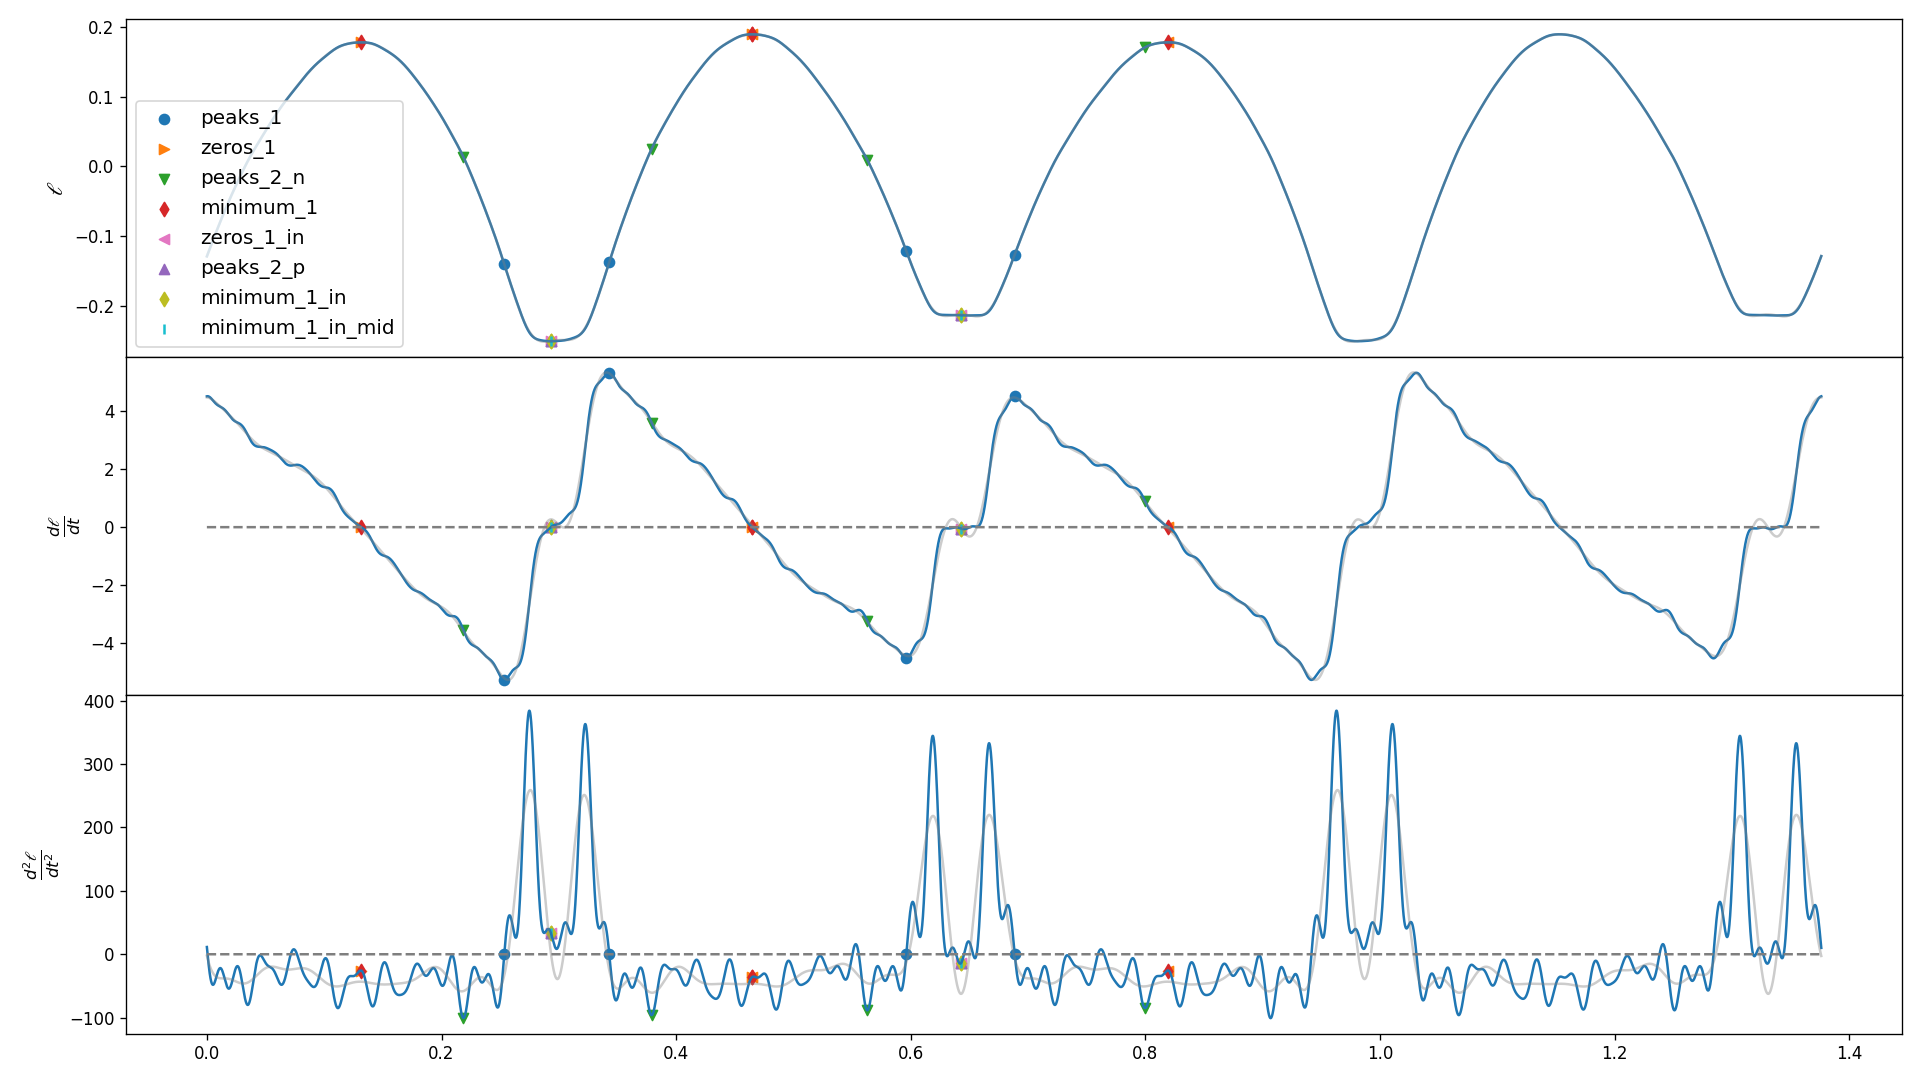 0.2
0.1
0.0
−0.1
−0.2
ℓ
peaks_1
zeros_1
peaks_2_n
minimum_1
zeros_1_in
peaks_2_p
minimum_1_in
minimum_1_in_mid
4
2
0
−2
−4
dℓ
dt
400
300
200
100
0
−100
d²ℓ
dt²
0.0 0.2 0.4 0.6 0.8 1.0 1.2 1.4